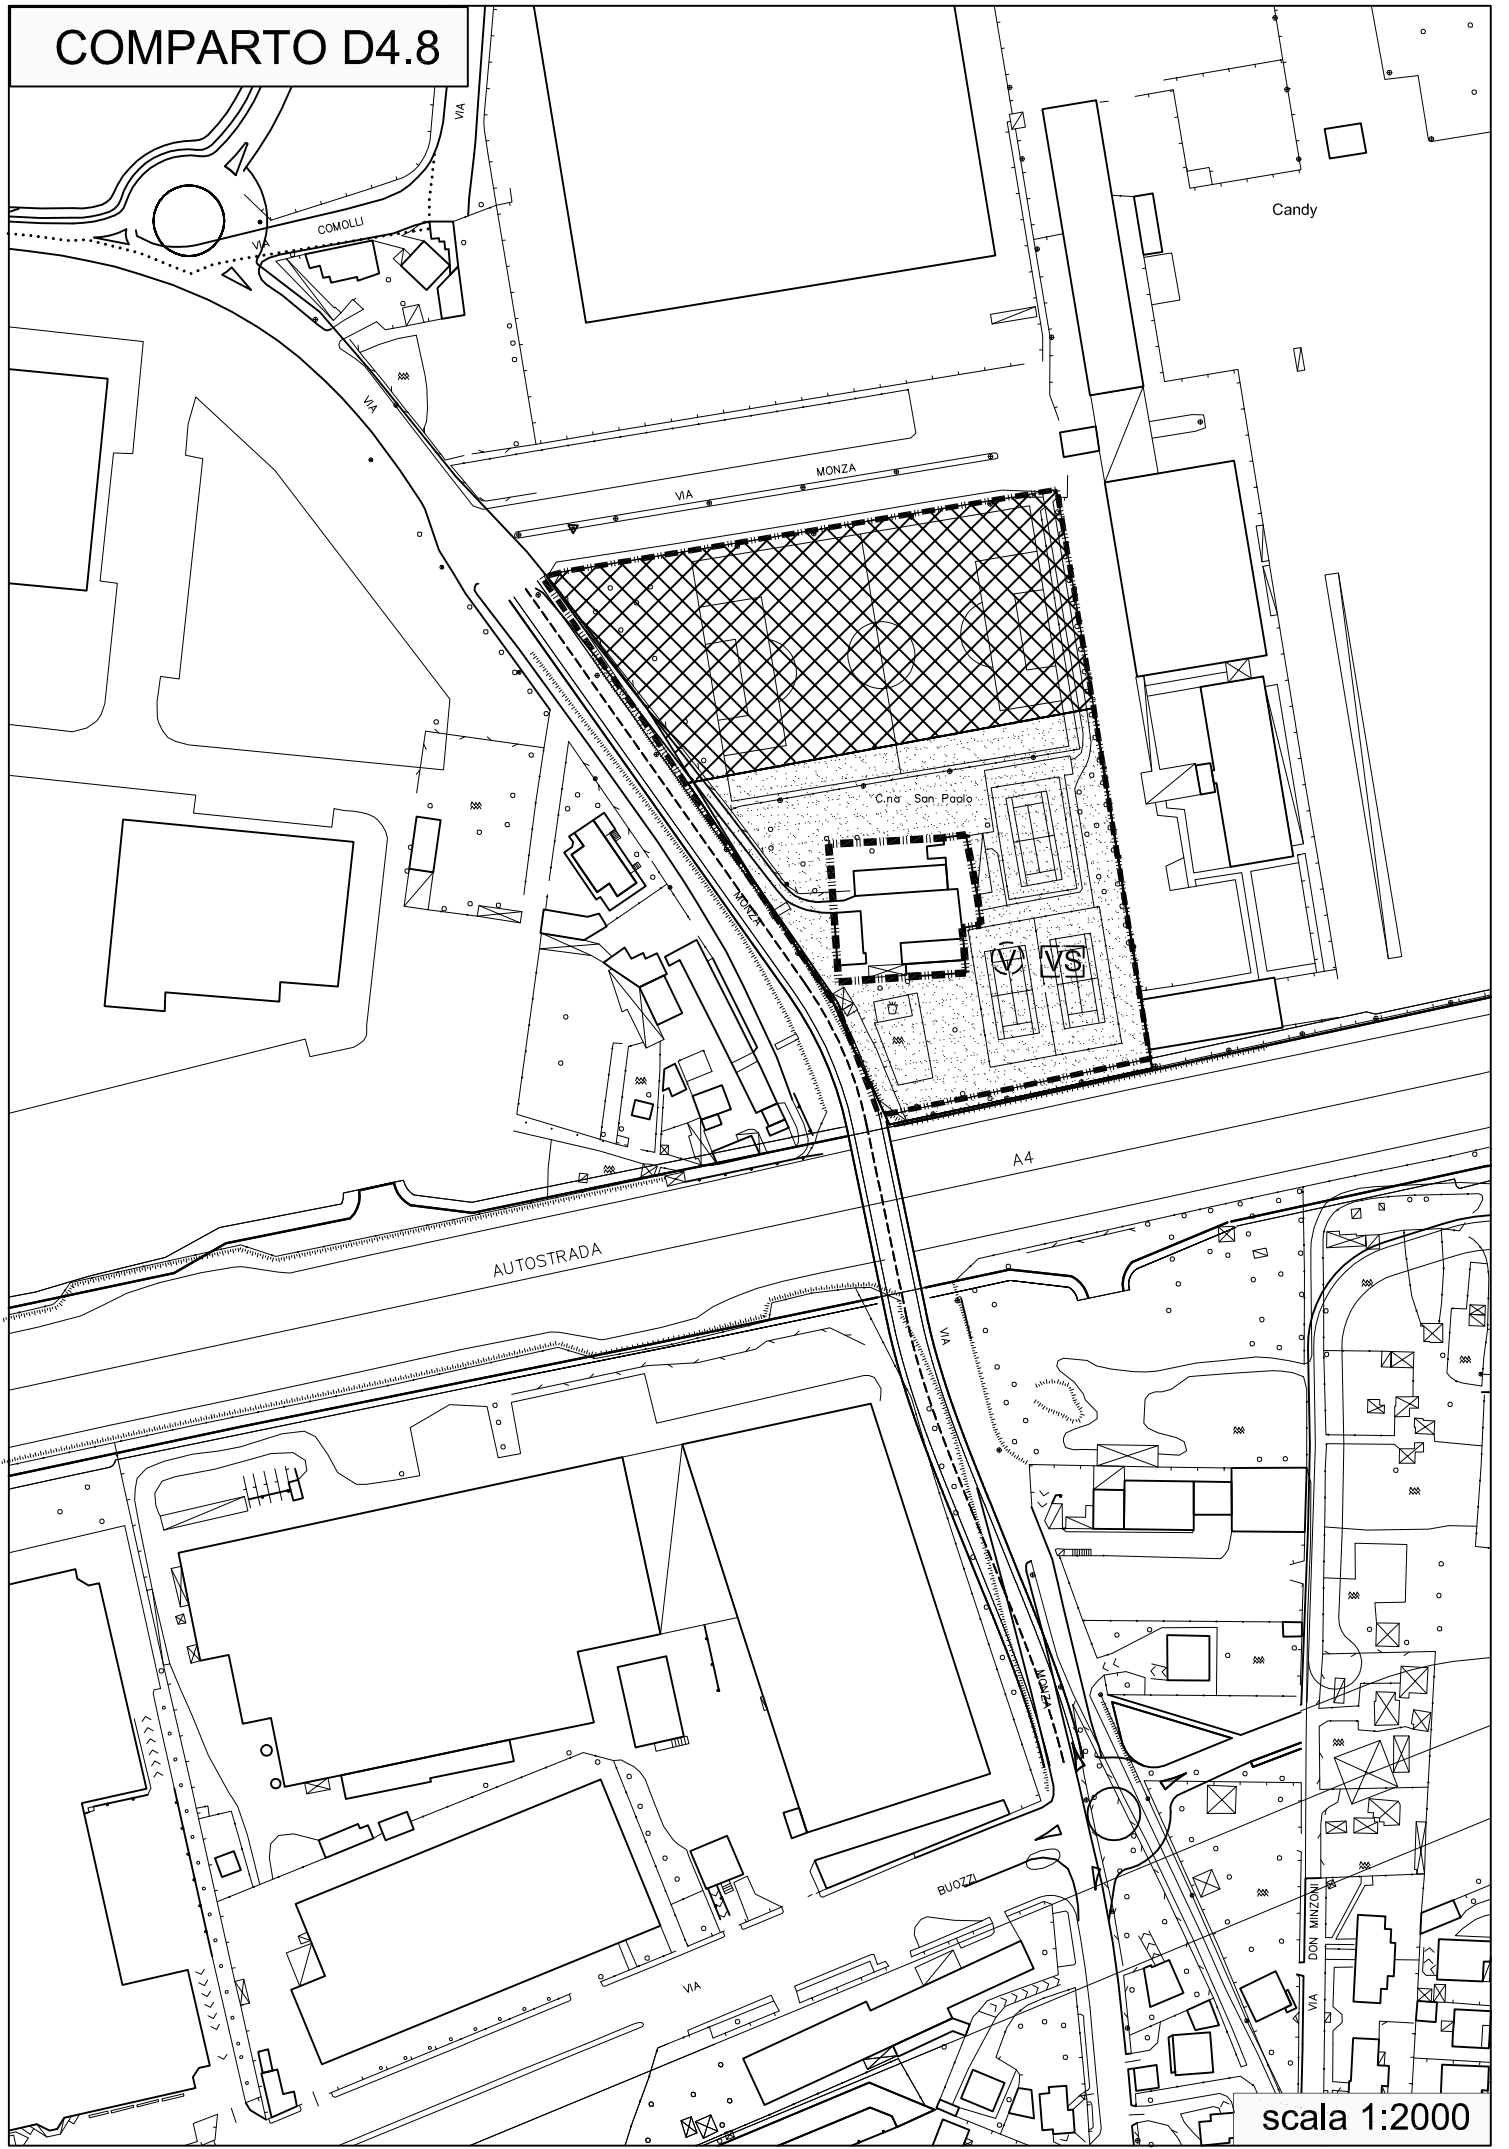 COMPARTO D4.8
VIA
Candy
VIA COMOLLI
VIA
VIA MONZA
C.na San Paolo
MONZA
V VS
A4
AUTOSTRADA
VIA
MONZA
BUOZZI
VIA
VIA DON MINZONI
scala 1:2000